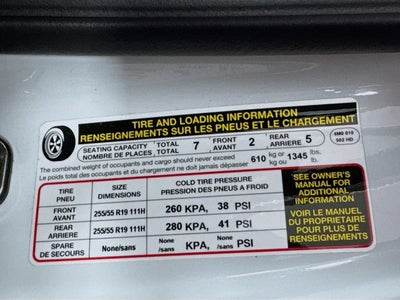 TIRE AND LOADING INFORMATION
RENSEIGNEMENTS SUR LES PNEUS ET LE CHARGEMENT
SEATING CAPACITY TOTAL 7 FRONT 2 REAR 5
NOMBRE DE PLACES TOTAL AVANT ARRIERE
The combined weight of occupants and cargo should never exceed 610 kg or 1345 lbs.
Le poids total des occupants et du chargement ne doit jamais dépasser kg ou lb.
TIRE SIZE COLD TIRE PRESSURE
PNEU DIMENSIONS PRESSION DES PNEUS A FROID
FRONT 255/55 R19 111H 260 KPA, 38 PSI
AVANT
REAR 255/55 R19 111H 280 KPA, 41 PSI
ARRIERE
SPARE None/sans None/sans KPA, None/sans PSI
DE SECOURS
SEE OWNER'S
MANUAL FOR
ADDITIONAL
INFORMATION
VOIR LE MANUEL
DU PROPRIETAIRE
POUR PLUS DE
RENSEIGNEMENTS